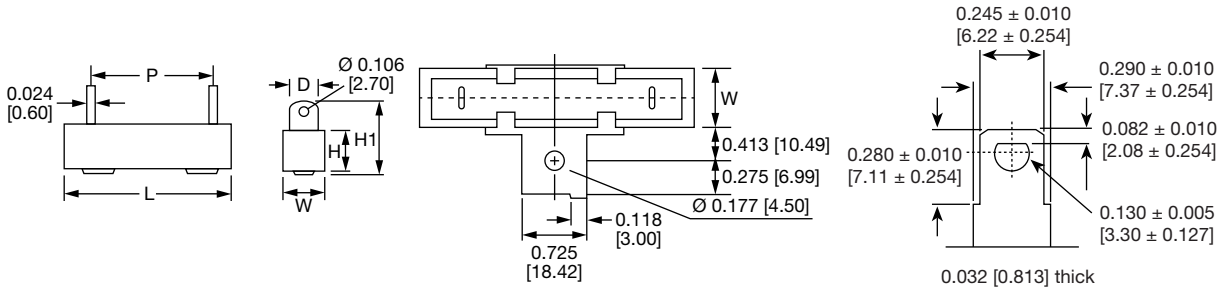 P
0.024
[0.60]
L
D
Ø 0.106
[2.70]
H
H1
W
W
0.413 [10.49]
0.275 [6.99]
Ø 0.177 [4.50]
0.118
[3.00]
0.725
[18.42]
0.245 ± 0.010
[6.22 ± 0.254]
0.290 ± 0.010
[7.37 ± 0.254]
0.082 ± 0.010
[2.08 ± 0.254]
0.280 ± 0.010
[7.11 ± 0.254]
0.130 ± 0.005
[3.30 ± 0.127]
0.032 [0.813] thick